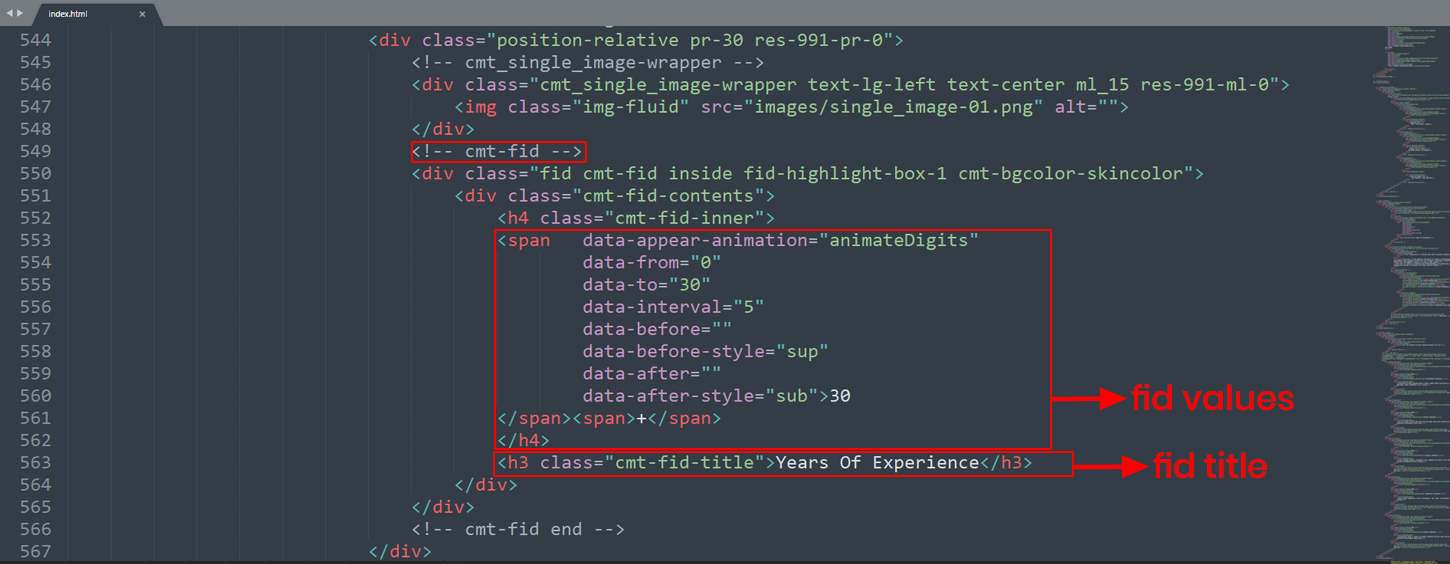 index.html ×
544 <div class="position-relative pr-30 res-991-pr-0">
545 <!-- cmt_single_image-wrapper -->
546 <div class="cmt_single_image-wrapper text-lg-left text-center ml_15 res-991-ml-0">
547 <img class="img-fluid" src="images/single_image-01.png" alt="">
548 </div>
549 <!-- cmt-fid -->
550 <div class="fid cmt-fid inside fid-highlight-box-1 cmt-bgcolor-skincolor">
551 <div class="cmt-fid-contents">
552 <h4 class="cmt-fid-inner">
553 <span data-appear-animation="animateDigits"
554 data-from="0"
555 data-to="30"
556 data-interval="5"
557 data-before=""
558 data-before-style="sup"
559 data-after=""
560 data-after-style="sub">30
fid values
561 </span><span>+</span>
562 </h4>
563 <h3 class="cmt-fid-title">Years Of Experience</h3>
fid title
564 </div>
565 </div>
566 <!-- cmt-fid end -->
567 </div>